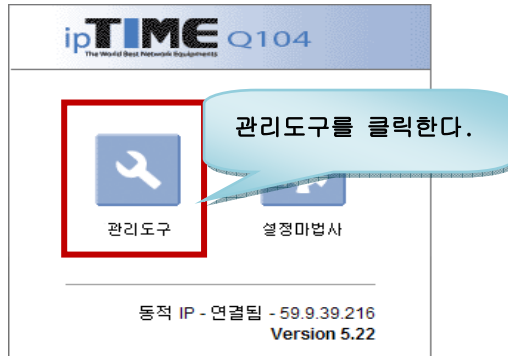 ipTIME Q104
The World Best Network Equipments
관리도구를 클릭한다.
관리도구
설정마법사
동적 IP - 연결됨 - 59.9.39.216
Version 5.22